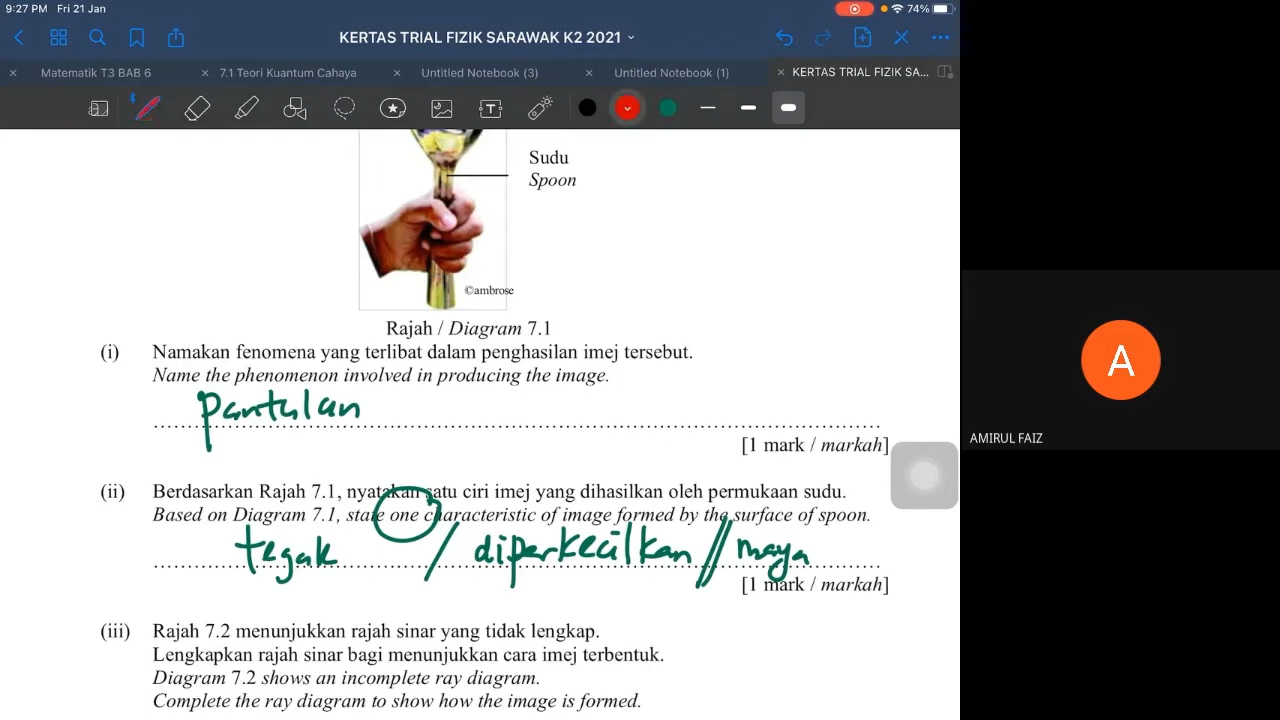 9:27 PM Fri 21 Jan
74%
KERTAS TRIAL FIZIK SARAWAK K2 2021
Matematik T3 BAB 6
7.1 Teori Kuantum Cahaya
Untitled Notebook (3)
Untitled Notebook (1)
KERTAS TRIAL FIZIK SA...
Sudu
Spoon
©ambrose
Rajah / Diagram 7.1
(i) Namakan fenomena yang terlibat dalam penghasilan imej tersebut.
Name the phenomenon involved in producing the image.
pantulan
[1 mark / markah]
(ii) Berdasarkan Rajah 7.1, nyatakan satu ciri imej yang dihasilkan oleh permukaan sudu.
Based on Diagram 7.1, state one characteristic of image formed by the surface of spoon.
tegak / diperkecilkan // maya
[1 mark / markah]
(iii) Rajah 7.2 menunjukkan rajah sinar yang tidak lengkap.
Lengkapkan rajah sinar bagi menunjukkan cara imej terbentuk.
Diagram 7.2 shows an incomplete ray diagram.
Complete the ray diagram to show how the image is formed.
A
AMIRUL FAIZ